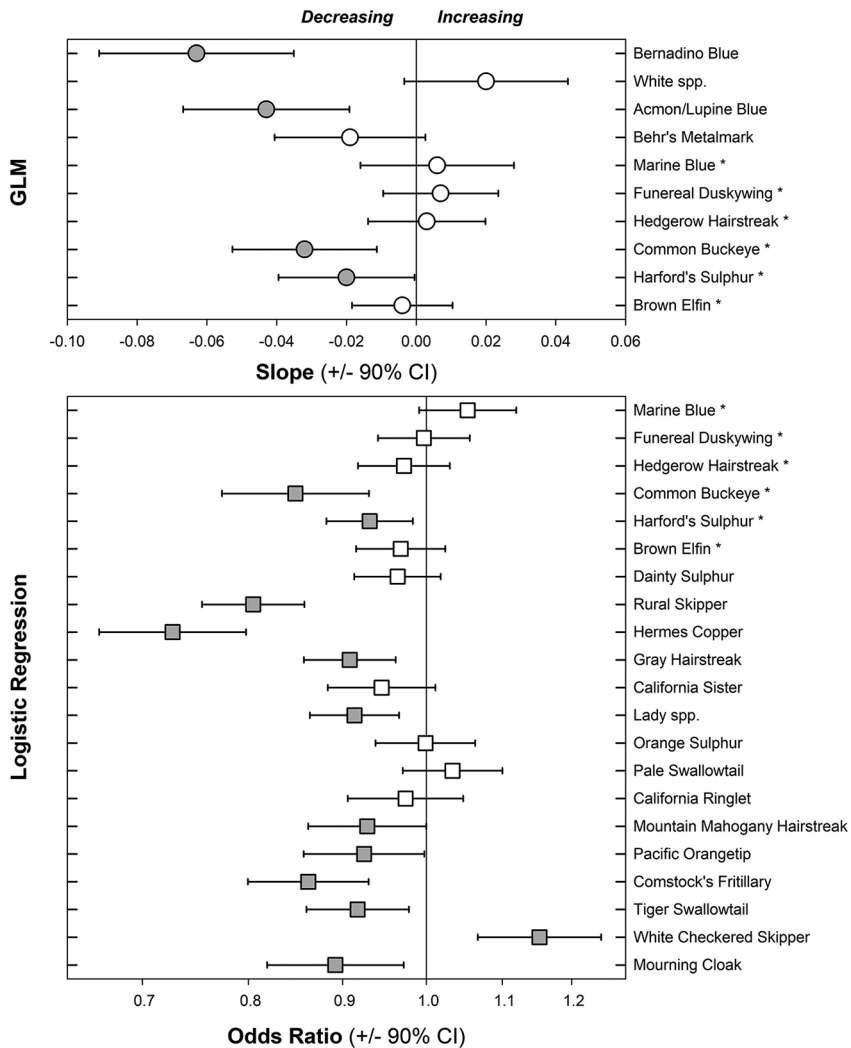 Decreasing Increasing
GLM
Bernadino Blue
White spp.
Acmon/Lupine Blue
Behr's Metalmark
Marine Blue *
Funereal Duskywing *
Hedgerow Hairstreak *
Common Buckeye *
Harford's Sulphur *
Brown Elfin *
-0.10 -0.08 -0.06 -0.04 -0.02 0.00 0.02 0.04 0.06
Slope (+/- 90% CI)
Logistic Regression
Marine Blue *
Funereal Duskywing *
Hedgerow Hairstreak *
Common Buckeye *
Harford's Sulphur *
Brown Elfin *
Dainty Sulphur
Rural Skipper
Hermes Copper
Gray Hairstreak
California Sister
Lady spp.
Orange Sulphur
Pale Swallowtail
California Ringlet
Mountain Mahogany Hairstreak
Pacific Orangetip
Comstock's Fritillary
Tiger Swallowtail
White Checkered Skipper
Mourning Cloak
0.7 0.8 0.9 1.0 1.1 1.2
Odds Ratio (+/- 90% CI)